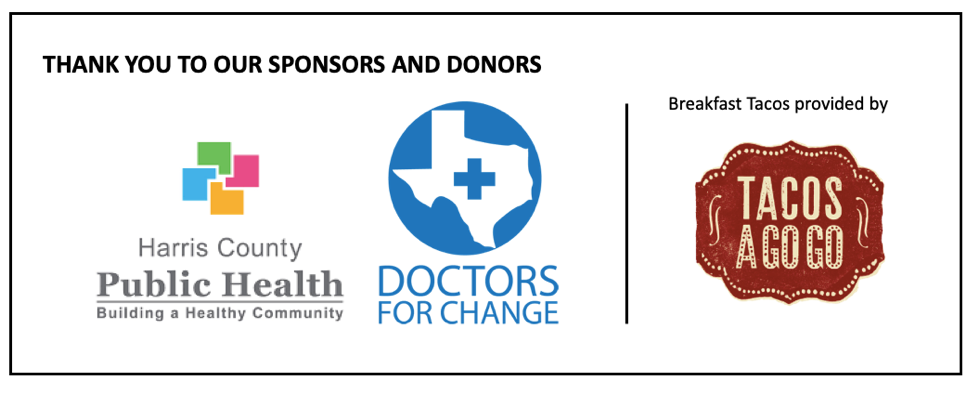 THANK YOU TO OUR SPONSORS AND DONORS
Harris County
Public Health
Building a Healthy Community
DOCTORS
FOR CHANGE
Breakfast Tacos provided by
TACOS
A GO GO